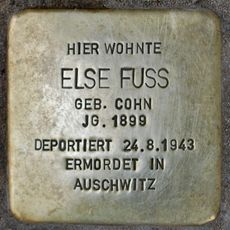 HIER WOHNTE
ELSE FUSS
GEB. COHN
JG. 1899
DEPORTIERT 24.8.1943
ERMORDET IN
AUSCHWITZ